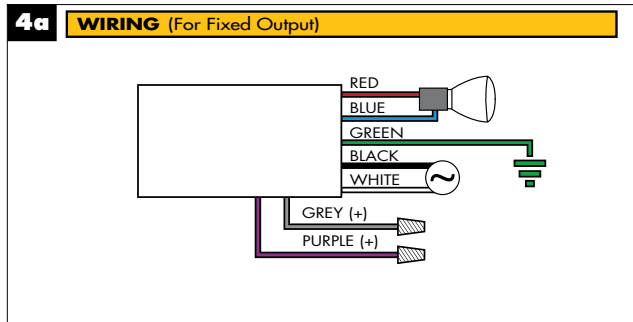 4a WIRING (For Fixed Output)
RED
BLUE
GREEN
BLACK
WHITE
GREY (+)
PURPLE (+)